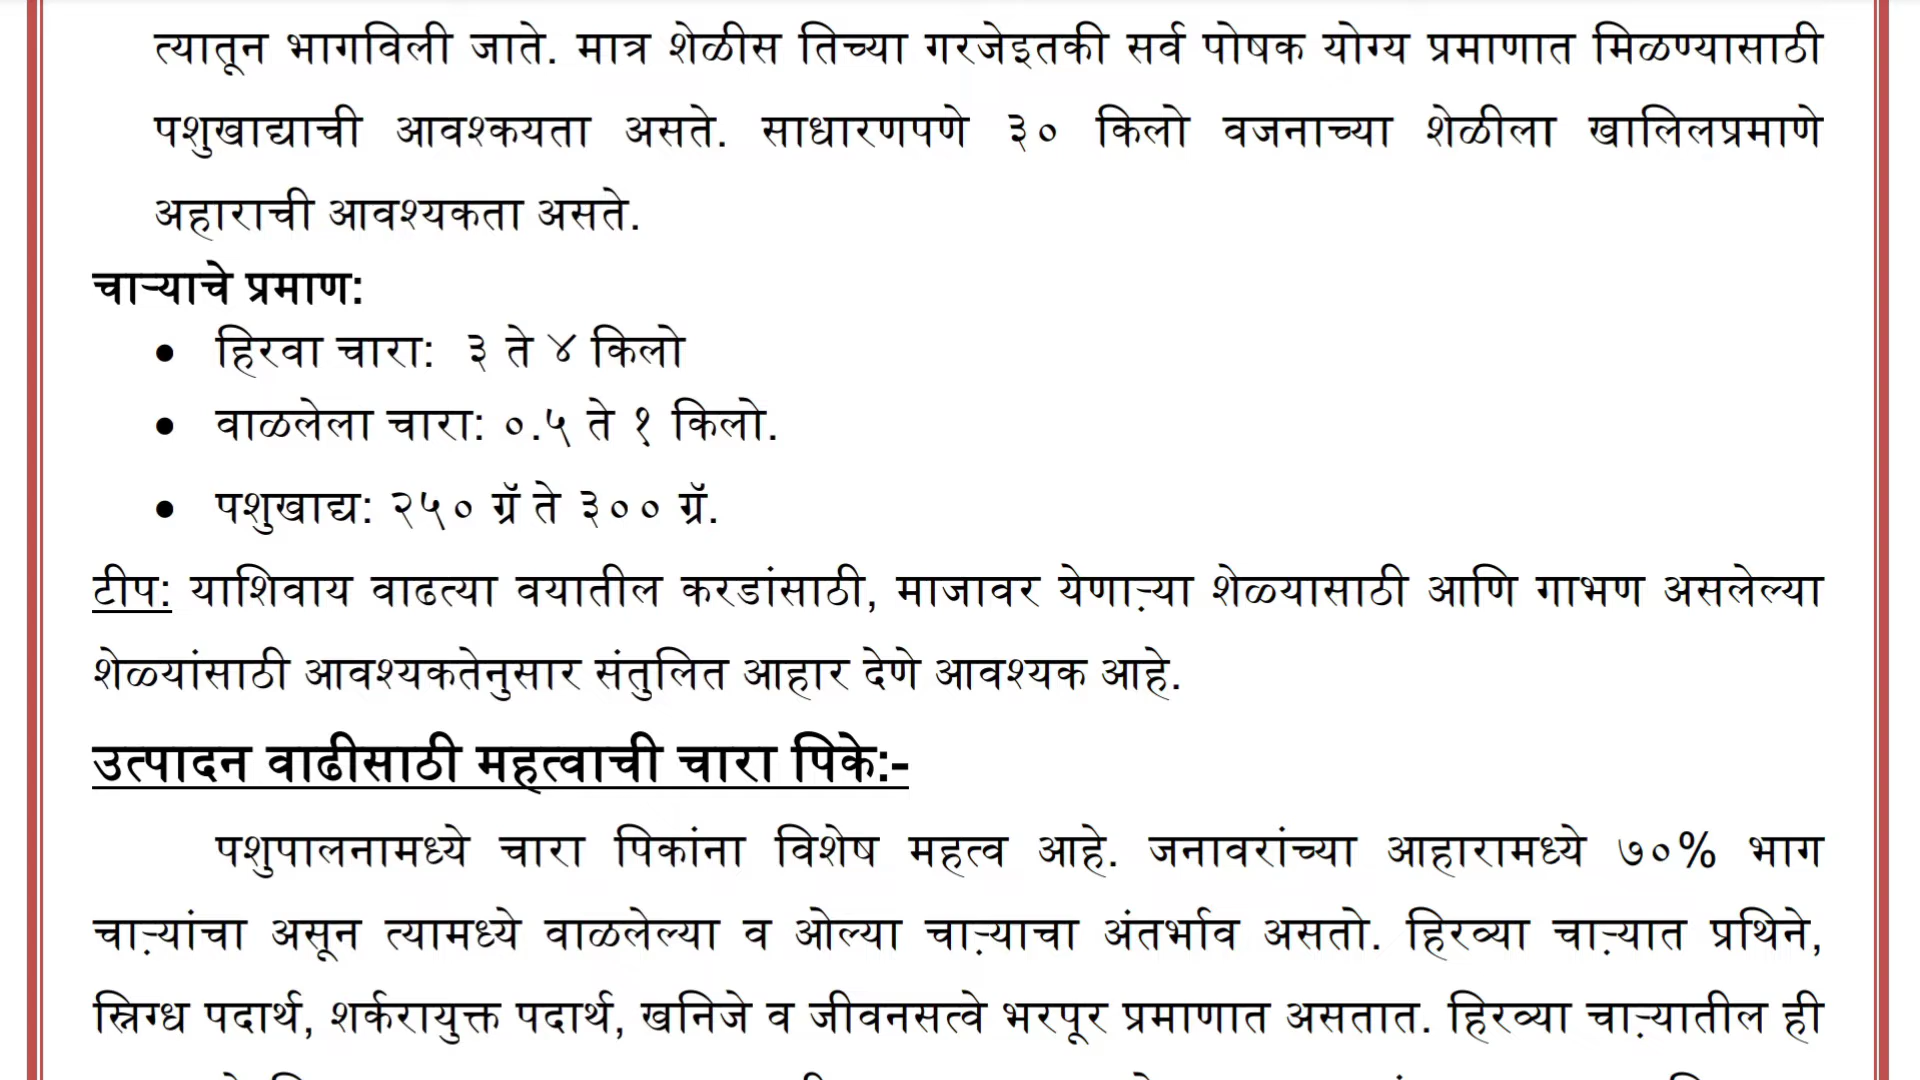 त्यातून भागविली जाते. मात्र शेळीस तिच्या गरजेइतकी सर्व पोषक योग्य प्रमाणात मिळण्यासाठी
पशुखाद्याची आवश्कयता असते. साधारणपणे ३० किलो वजनाच्या शेळीला खालिलप्रमाणे
अहाराची आवश्यकता असते.
चाऱ्याचे प्रमाण:
• हिरवा चारा: ३ ते ४ किलो
• वाळलेला चारा: ०.५ ते १ किलो.
• पशुखाद्य: २५० ग्रॅ ते ३०० ग्रॅ.
टीप: याशिवाय वाढत्या वयातील करडांसाठी, माजावर येणाऱ्या शेळ्यासाठी आणि गाभण असलेल्या
शेळ्यांसाठी आवश्यकतेनुसार संतुलित आहार देणे आवश्यक आहे.
उत्पादन वाढीसाठी महत्वाची चारा पिके:-
पशुपालनामध्ये चारा पिकांना विशेष महत्व आहे. जनावरांच्या आहारामध्ये ७०% भाग
चाऱ्यांचा असून त्यामध्ये वाळलेल्या व ओल्या चाऱ्याचा अंतर्भाव असतो. हिरव्या चाऱ्यात प्रथिने,
स्निग्ध पदार्थ, शर्करायुक्त पदार्थ, खनिजे व जीवनसत्वे भरपूर प्रमाणात असतात. हिरव्या चाऱ्यातील ही